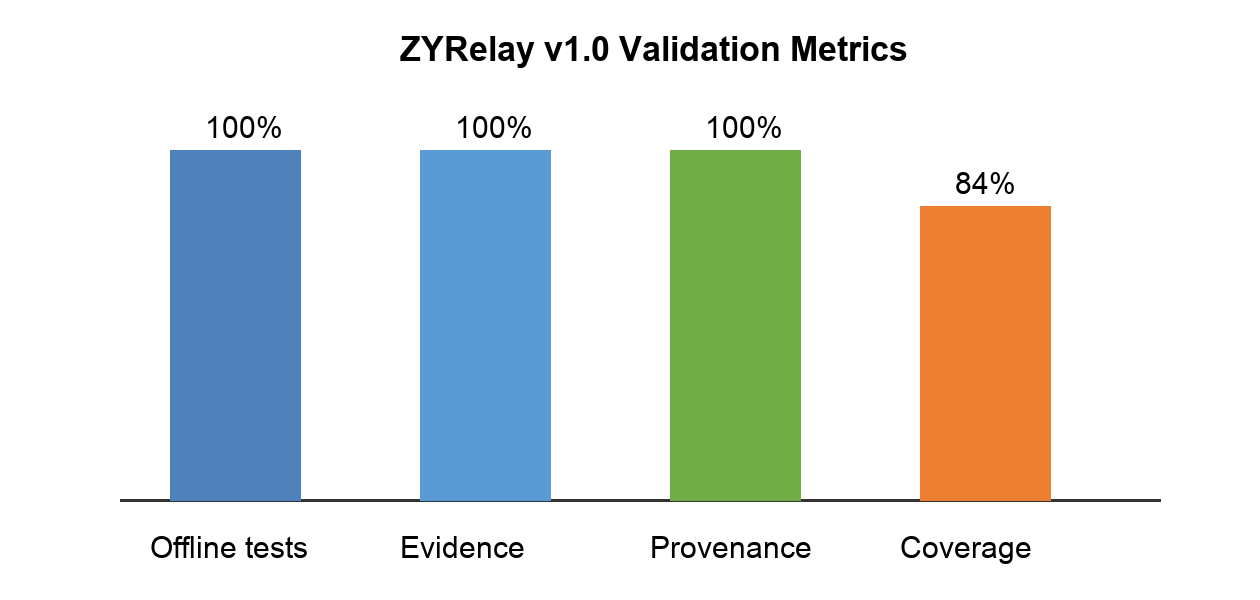 ZYRelay v1.0 Validation Metrics
100% 100% 100%
84%
Offline tests Evidence Provenance Coverage